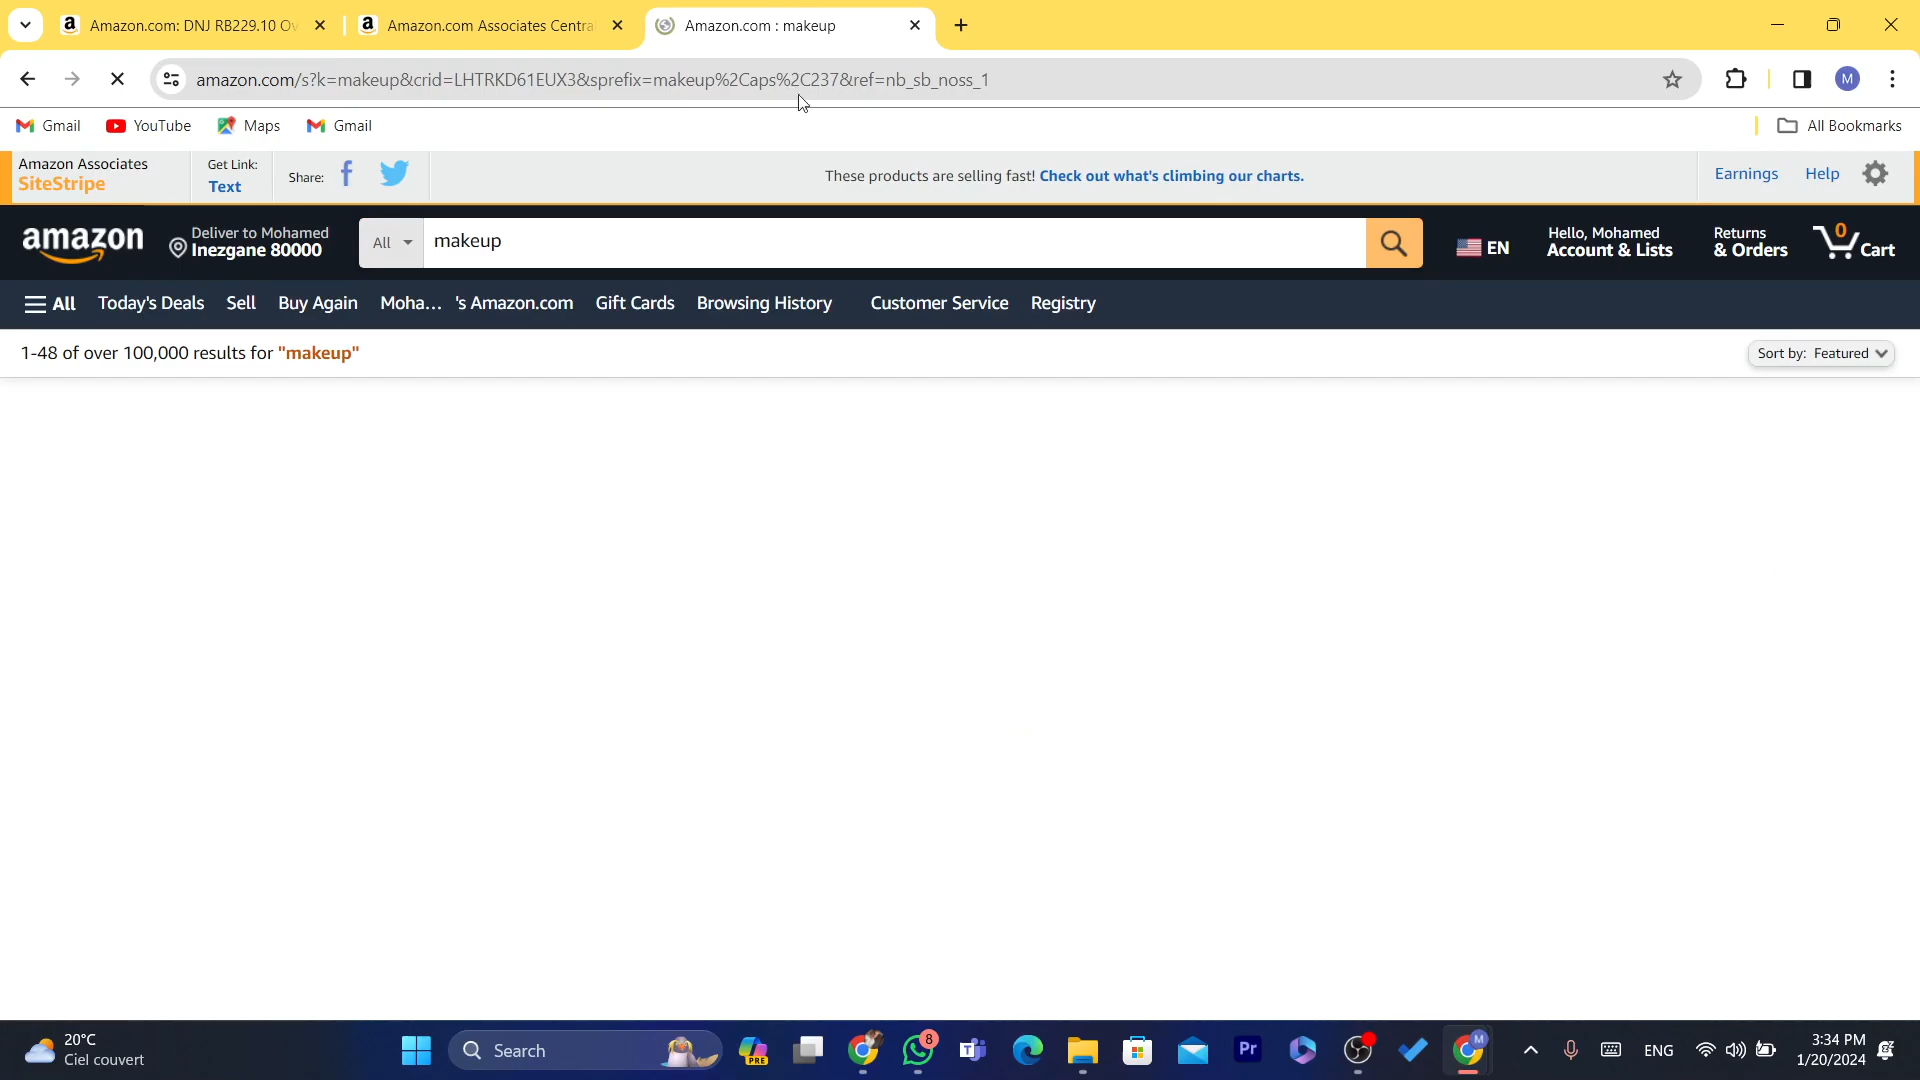 Amazon.com: DNJ RB229.10 Ov
Amazon.com Associates Central
Amazon.com : makeup
amazon.com/s?k=makeup&crid=LHTRKD61EUX3&sprefix=makeup%2Caps%2C237&ref=nb_sb_noss_1
M
Gmail
YouTube
Maps
Gmail
All Bookmarks
Amazon Associates
SiteStripe
Get Link:
Text
Share:
These products are selling fast! Check out what's climbing our charts.
Earnings
Help
amazon
Deliver to Mohamed
Inezgane 80000
All
makeup
EN
Hello, Mohamed
Account & Lists
Returns
& Orders
0
Cart
All
Today's Deals
Sell
Buy Again
Moha... 's Amazon.com
Gift Cards
Browsing History
Customer Service
Registry
1-48 of over 100,000 results for "makeup"
Sort by: Featured
20°C
Ciel couvert
Search
PRE
8
Pr
M
ENG
3:34 PM
1/20/2024